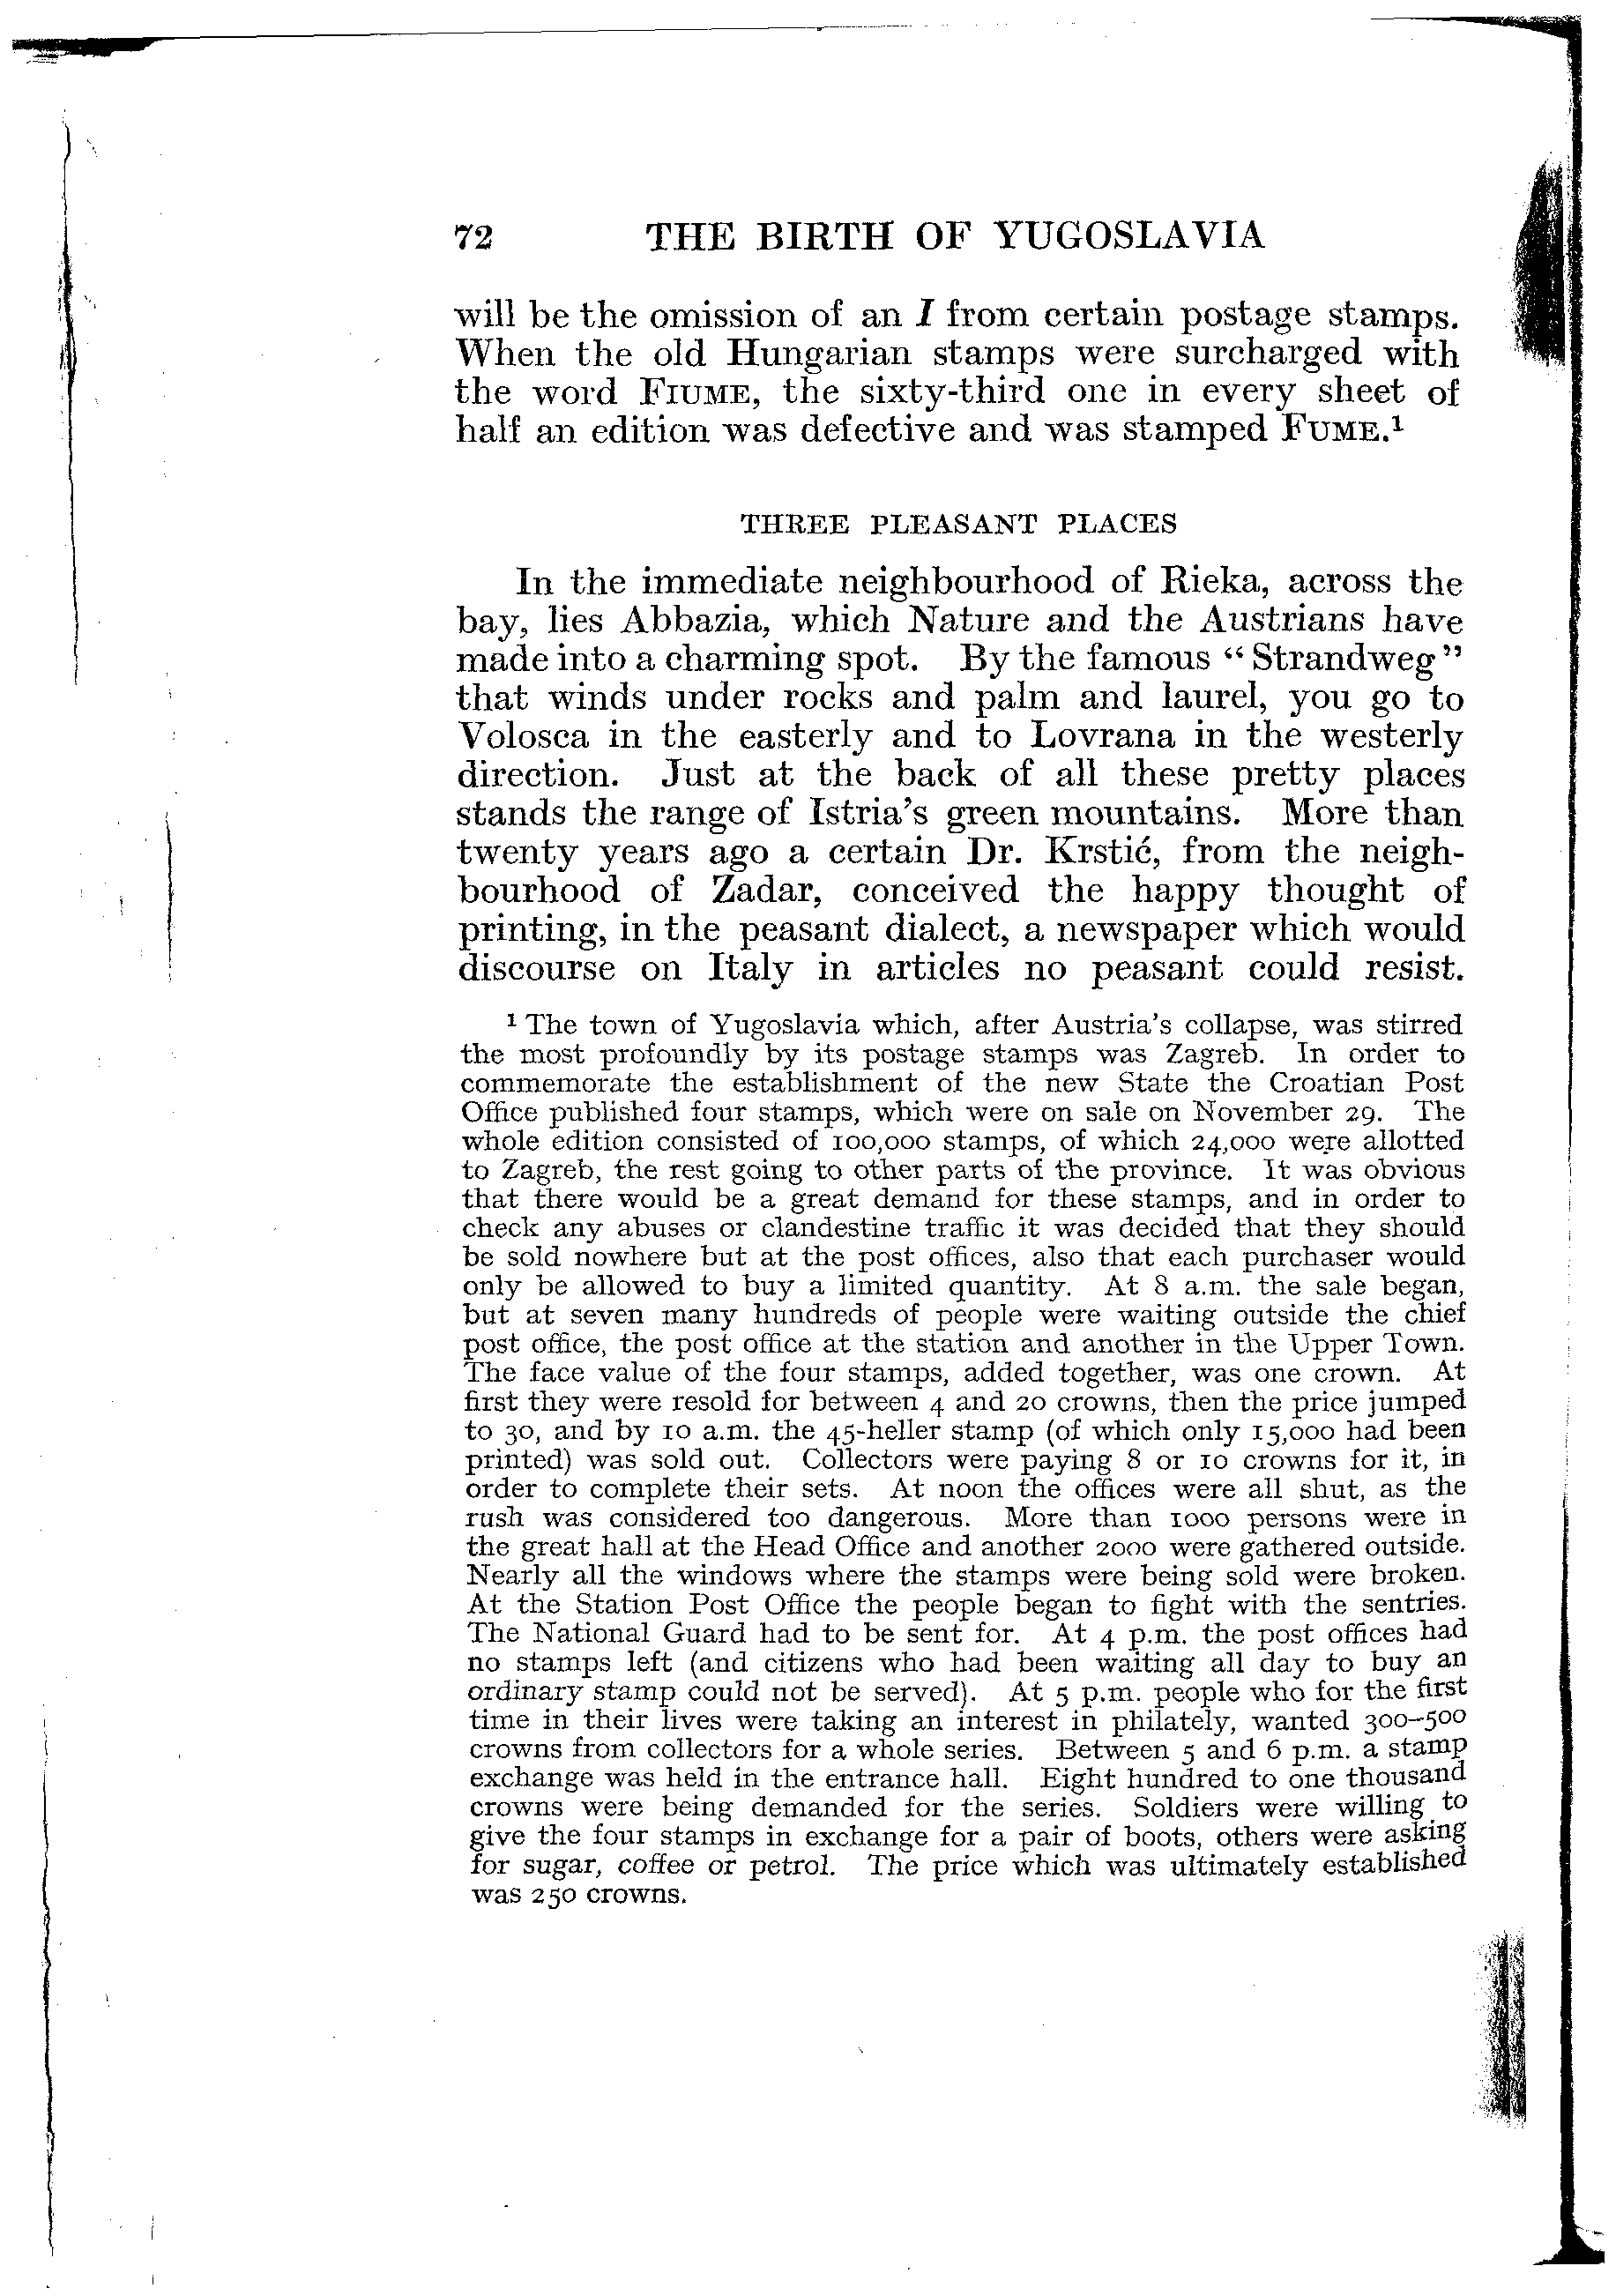 72 THE BIRTH OF YUGOSLAVIA
will be the omission of an I from certain postage stamps.
When the old Hungarian stamps were surcharged with
the word FIUME, the sixty-third one in every sheet of
half an edition was defective and was stamped FUME.¹
THREE PLEASANT PLACES
In the immediate neighbourhood of Rieka, across the
bay, lies Abbazia, which Nature and the Austrians have
made into a charming spot. By the famous “Strandweg”
that winds under rocks and palm and laurel, you go to
Volosca in the easterly and to Lovrana in the westerly
direction. Just at the back of all these pretty places
stands the range of Istria’s green mountains. More than
twenty years ago a certain Dr. Krstić, from the neigh-
bourhood of Zadar, conceived the happy thought of
printing, in the peasant dialect, a newspaper which would
discourse on Italy in articles no peasant could resist.
¹ The town of Yugoslavia which, after Austria’s collapse, was stirred
the most profoundly by its postage stamps was Zagreb. In order to
commemorate the establishment of the new State the Croatian Post
Office published four stamps, which were on sale on November 29. The
whole edition consisted of 100,000 stamps, of which 24,000 were allotted
to Zagreb, the rest going to other parts of the province. It was obvious
that there would be a great demand for these stamps, and in order to
check any abuses or clandestine traffic it was decided that they should
be sold nowhere but at the post offices, also that each purchaser would
only be allowed to buy a limited quantity. At 8 a.m. the sale began,
but at seven many hundreds of people were waiting outside the chief
post office, the post office at the station and another in the Upper Town.
The face value of the four stamps, added together, was one crown. At
first they were resold for between 4 and 20 crowns, then the price jumped
to 30, and by 10 a.m. the 45-heller stamp (of which only 15,000 had been
printed) was sold out. Collectors were paying 8 or 10 crowns for it, in
order to complete their sets. At noon the offices were all shut, as the
rush was considered too dangerous. More than 1000 persons were in
the great hall at the Head Office and another 2000 were gathered outside.
Nearly all the windows where the stamps were being sold were broken.
At the Station Post Office the people began to fight with the sentries.
The National Guard had to be sent for. At 4 p.m. the post offices had
no stamps left (and citizens who had been waiting all day to buy an
ordinary stamp could not be served). At 5 p.m. people who for the first
time in their lives were taking an interest in philately, wanted 300–500
crowns from collectors for a whole series. Between 5 and 6 p.m. a stamp
exchange was held in the entrance hall. Eight hundred to one thousand
crowns were being demanded for the series. Soldiers were willing to
give the four stamps in exchange for a pair of boots, others were asking
for sugar, coffee or petrol. The price which was ultimately established
was 250 crowns.